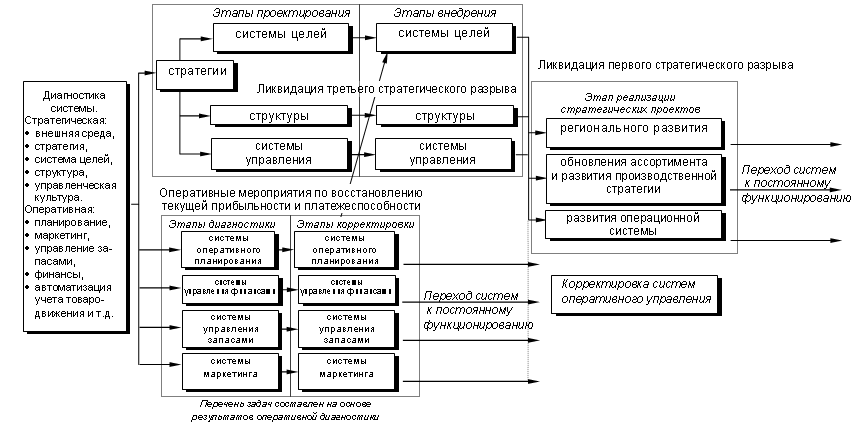 Этапы проектирования
Этапы внедрения
системы целей
системы целей
стратегии
Ликвидация третьего стратегического разрыва
структуры
структуры
системы
управления
системы
управления
Диагностика
системы.
Стратегическая:
• внешняя среда,
• стратегия,
• система целей,
• структура,
• управленческая
культура.
Оперативная:
• планирование,
• маркетинг,
• управление за-
пасами,
• финансы,
• автоматизация
учета товаро-
движения и т.д.
Ликвидация первого стратегического разрыва
Этап реализации
стратегических проектов
регионального развития
обновления ассортимента
и развития производственной
стратегии
развития операционной
системы
Переход систем
к постоянному
функционированию
Оперативные мероприятия по восстановлению
текущей прибыльности и платежеспособности
Этапы диагностики
Этапы корректировки
системы
оперативного
планирования
системы
оперативного
планирования
системы
управления финансами
системы
управления финансами
системы
управления
запасами
системы
управления
запасами
системы
маркетинга
системы
маркетинга
Переход систем
к постоянному
функционированию
Корректировка систем
оперативного управления
Перечень задач составлен на основе
результатов оперативной диагностики